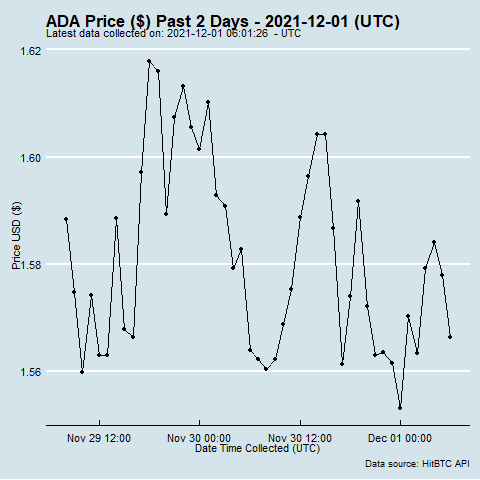 ADA Price ($) Past 2 Days - 2021-12-01 (UTC)
Latest data collected on: 2021-12-01 06:01:26 - UTC
1.62
1.60
1.58
1.56
Price USD ($)
Nov 29 12:00
Nov 30 00:00
Nov 30 12:00
Dec 01 00:00
Date Time Collected (UTC)
Data source: HitBTC API